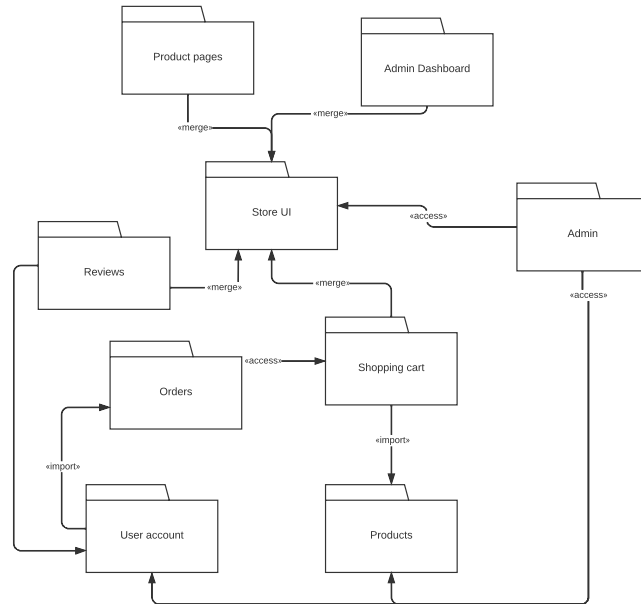 Product pages
Admin Dashboard
«merge»
«merge»
Store UI
«access»
Admin
Reviews
«merge»
«merge»
«access»
«access»
Shopping cart
Orders
«import»
«import»
User account
Products